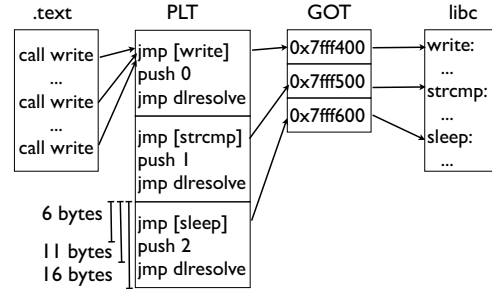 .text
PLT
GOT
libc
call write
...
call write
...
call write
jmp [write]
push 0
jmp dlresolve
jmp [strcmp]
push 1
jmp dlresolve
jmp [sleep]
push 2
jmp dlresolve
0x7fff400
0x7fff500
0x7fff600
write:
...
strcmp:
...
sleep:
...
6 bytes
11 bytes
16 bytes